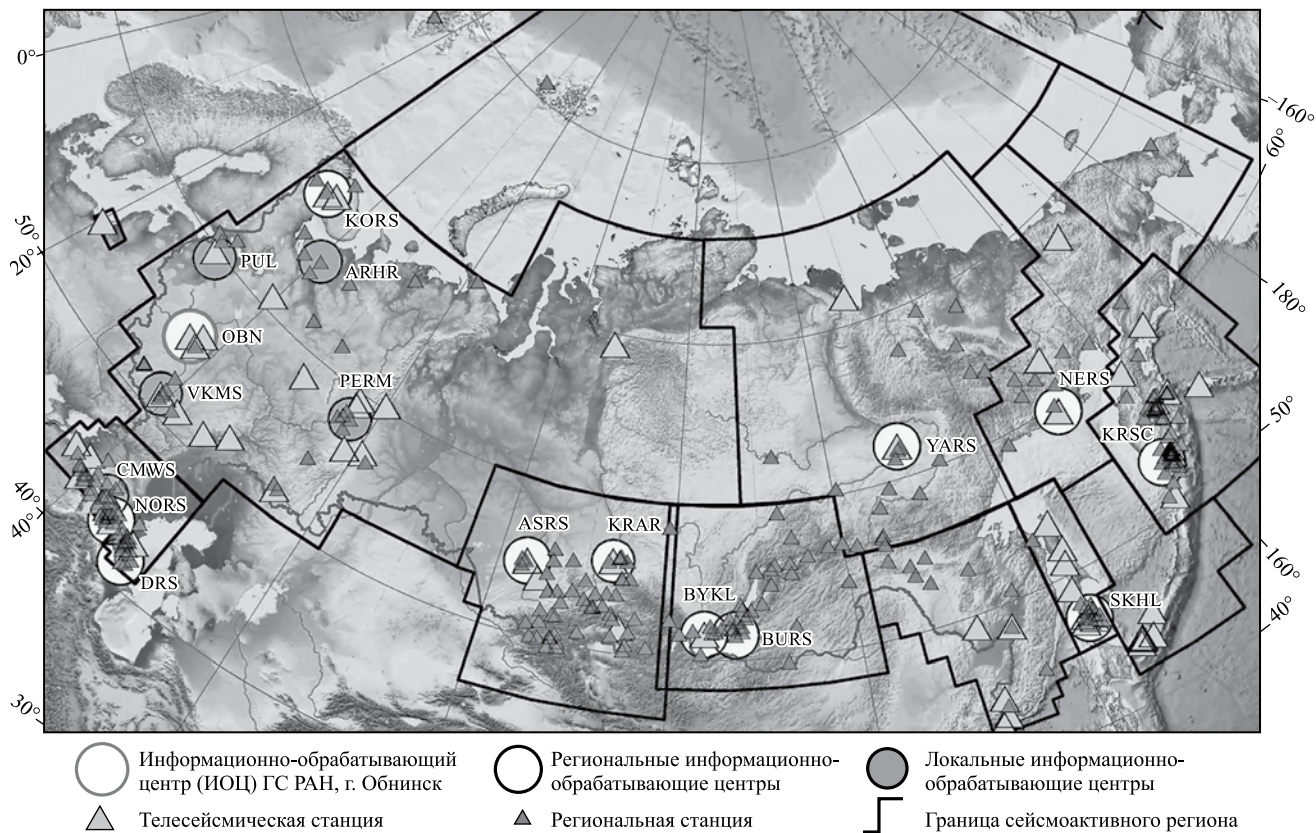 0°
-160°
60°
50°
20°
180°
50°
40°
40°
160°
40°
30°
KORS
PUL
ARHR
OBN
VKMS
PERM
NERS
KRSC
YARS
CMWS
NORS
DRS
ASRS
KRAR
BYKL
BURS
SKHL
Информационно-обрабатывающий
центр (ИОЦ) ГС РАН, г. Обнинск
Региональные информационно-
обрабатывающие центры
Локальные информационно-
обрабатывающие центры
Телесейсмическая станция
Региональная станция
Граница сейсмоактивного региона